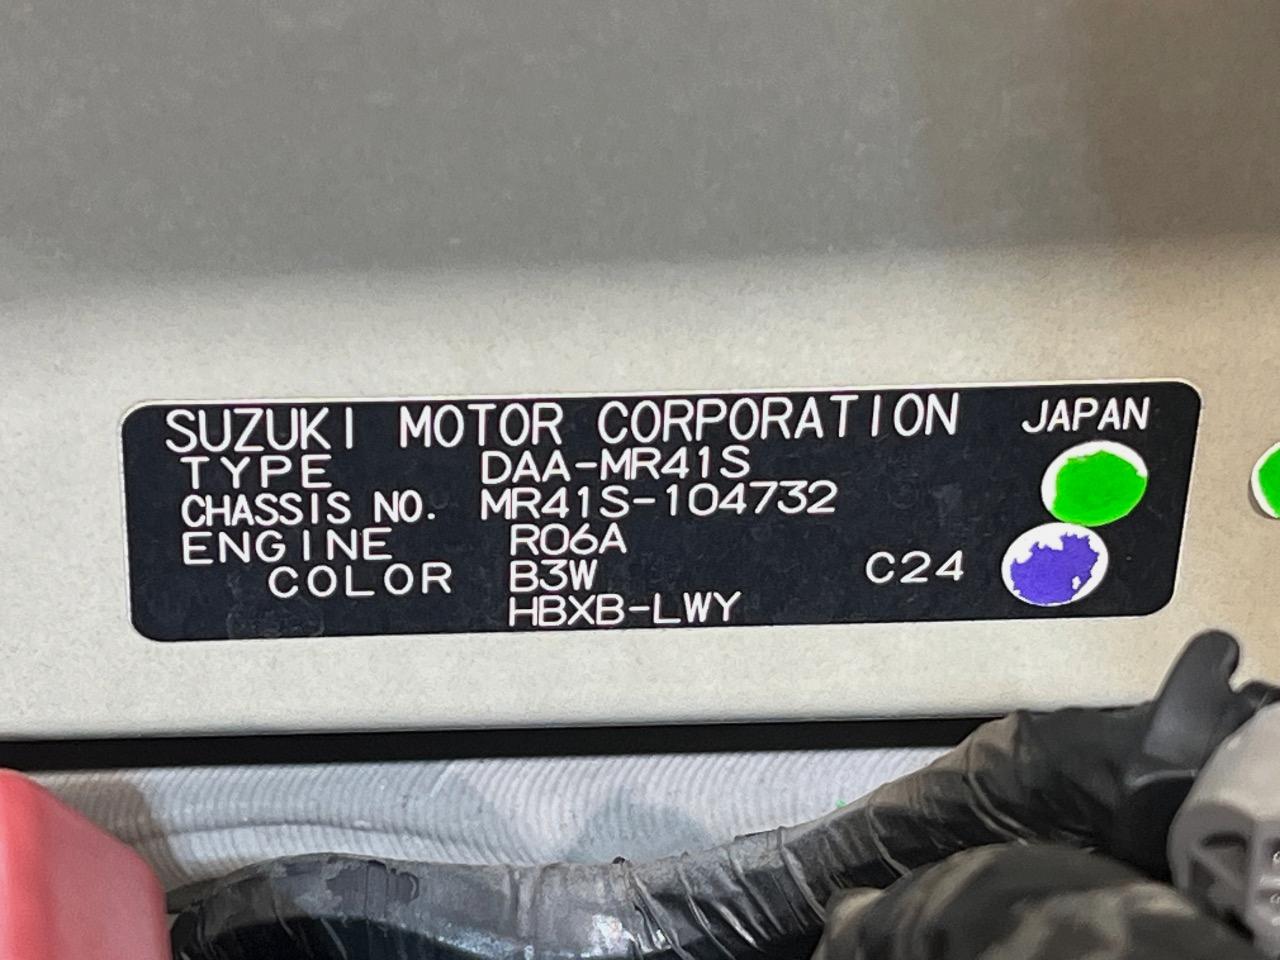 SUZUKI MOTOR CORPORATION JAPAN
TYPE DAA-MR41S
CHASSIS NO. MR41S-104732
ENGINE R06A
COLOR B3W C24
HBXB-LWY